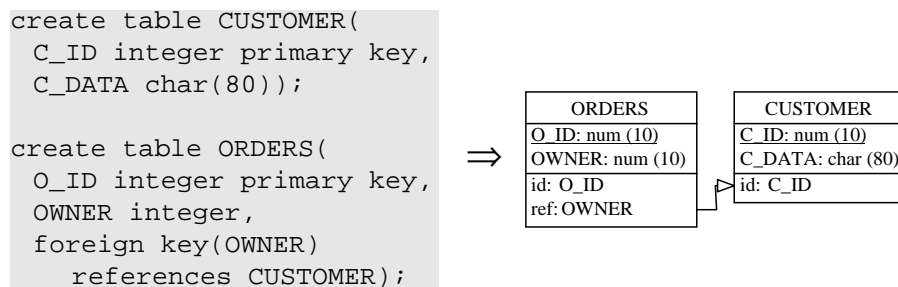 create table CUSTOMER(
C_ID integer primary key,
C_DATA char(80));
create table ORDERS(
O_ID integer primary key,
OWNER integer,
foreign key(OWNER)
references CUSTOMER);
⇒
ORDERS
O_ID: num (10)
OWNER: num (10)
id: O_ID
ref: OWNER
CUSTOMER
C_ID: num (10)
C_DATA: char (80)
id: C_ID